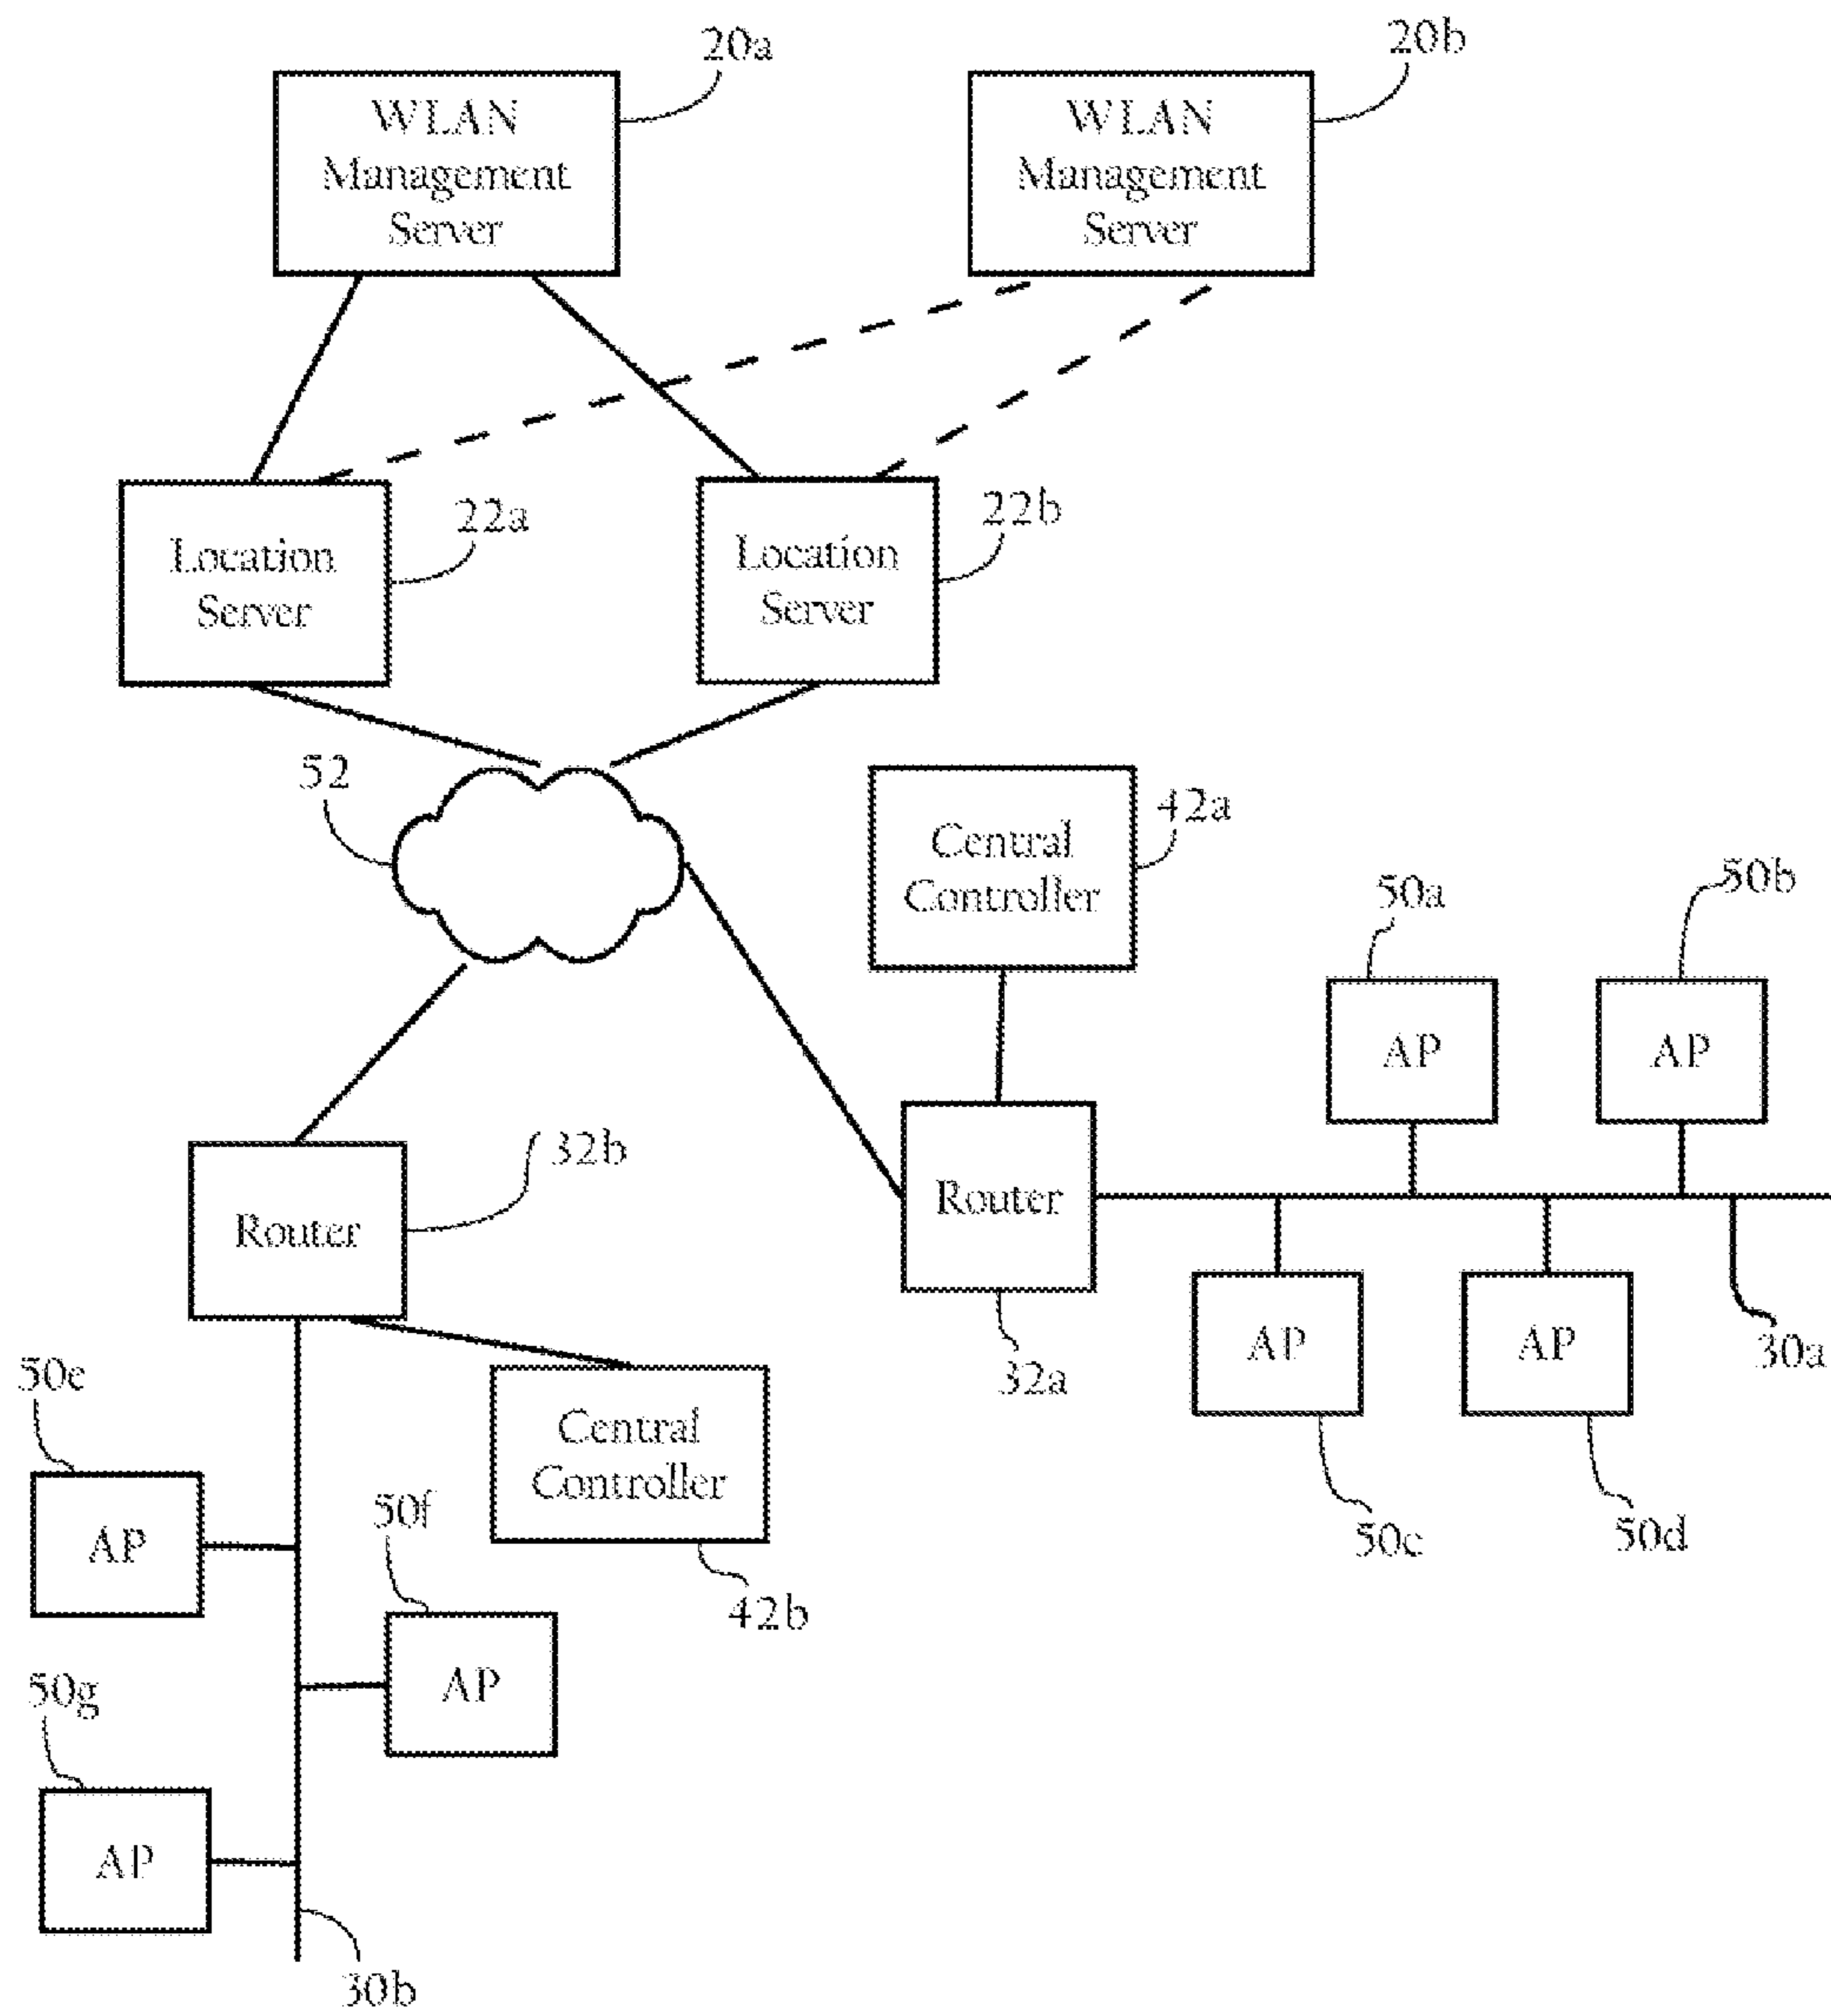 20a
20b
WLAN
Management
Server
WLAN
Management
Server
22a
22b
Location
Server
Location
Server
52
42a
Central
Controller
50a
50b
AP
AP
32b
Router
Router
AP
AP
30a
32a
50e
Central
Controller
50f
50c
50d
AP
42b
AP
50g
AP
30b